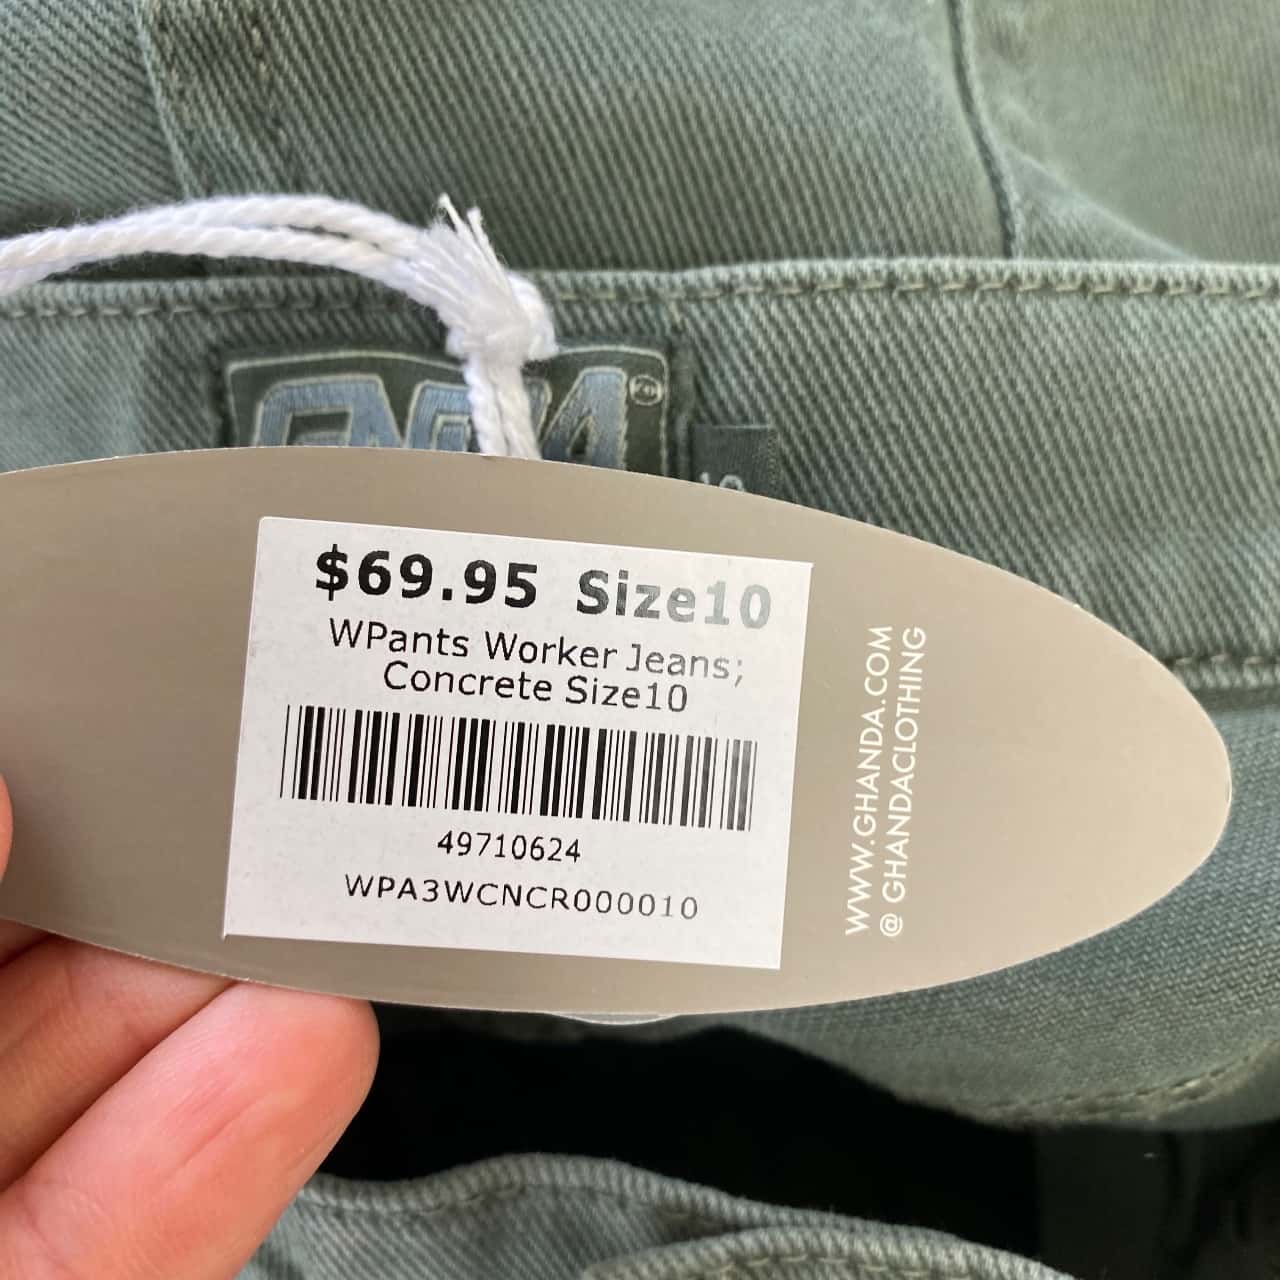 $69.95 Size10
WPants Worker Jeans;
Concrete Size10
49710624
WPA3WCNCR000010
WWW.GHANDA.COM
@ GHANDACLOTHING